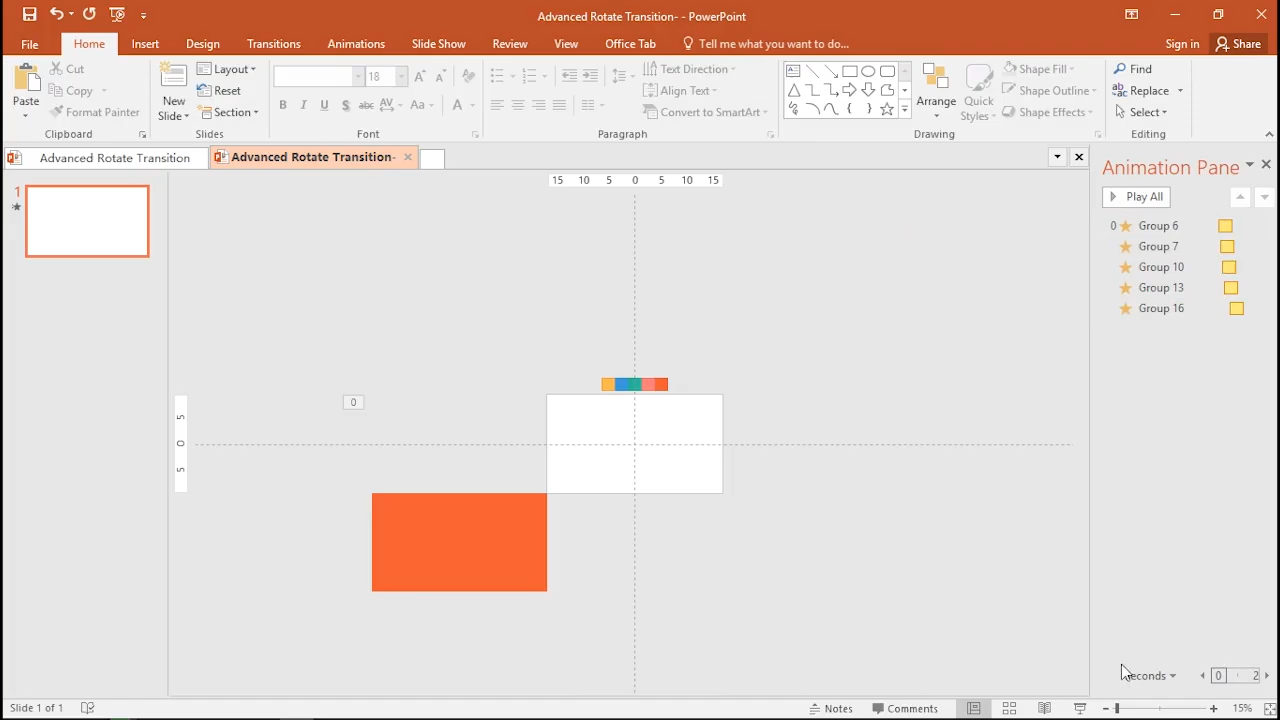 Advanced Rotate Transition- - PowerPoint
File Home Insert Design Transitions Animations Slide Show Review View Office Tab Tell me what you want to do... Sign in Share
Paste
Cut
Copy
Format Painter
Clipboard
New
Slide
Layout
Reset
Section
Slides
18
B I U S abc AV Aa A
Font
Text Direction
Align Text
Convert to SmartArt
Paragraph
Arrange
Quick
Styles
Shape Fill
Shape Outline
Shape Effects
Drawing
Find
Replace
Select
Editing
Advanced Rotate Transition
Advanced Rotate Transition-
15 10 5 0 5 10 15
1
0
5
0
5
Animation Pane
Play All
0 Group 6
Group 7
Group 10
Group 13
Group 16
0 2
Slide 1 of 1
Notes
Comments
15%